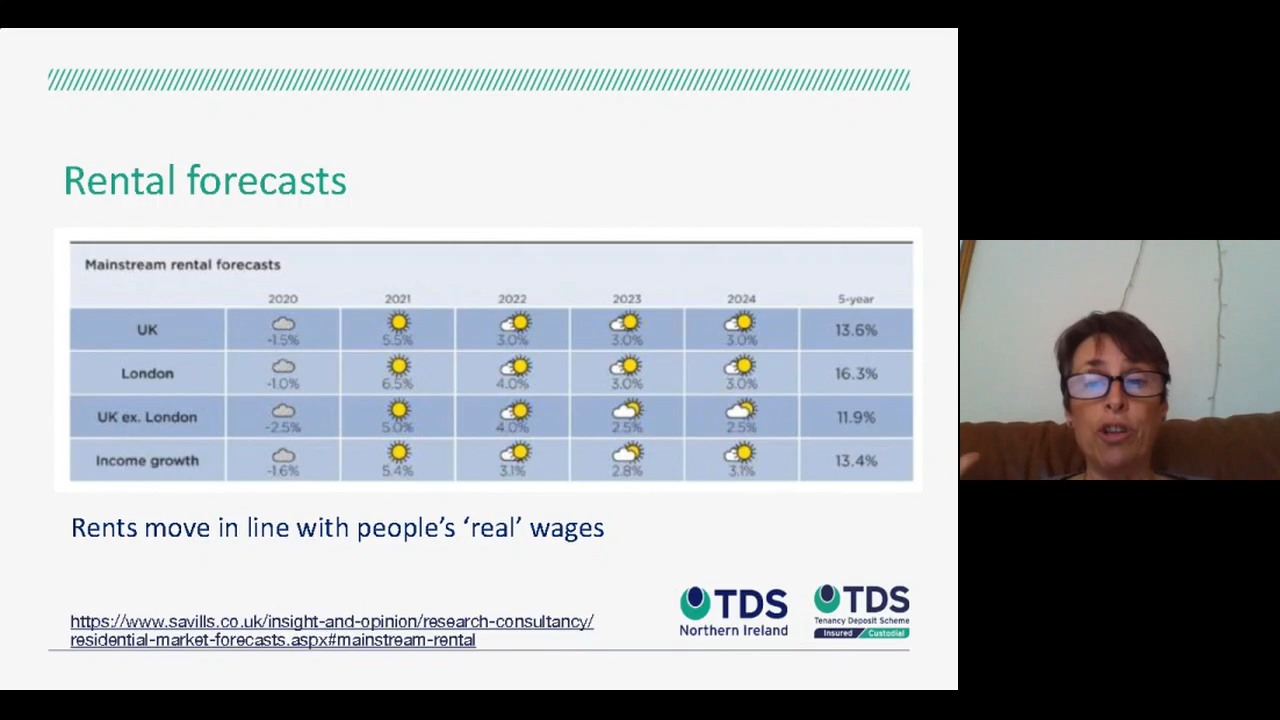 Rental forecasts
Mainstream rental forecasts
2020 2021 2022 2023 2024 5-year
UK -1.5% 5.5% 3.0% 3.0% 3.0% 13.6%
London -1.0% 6.5% 4.0% 3.0% 3.0% 16.3%
UK ex. London -2.5% 5.0% 4.0% 2.5% 2.5% 11.9%
Income growth -1.6% 5.4% 3.1% 2.8% 3.1% 13.4%
Rents move in line with people's ‘real’ wages
https://www.savills.co.uk/insight-and-opinion/research-consultancy/
residential-market-forecasts.aspx#mainstream-rental
TDS
Northern Ireland
TDS
Tenancy Deposit Scheme
Insured Custodial